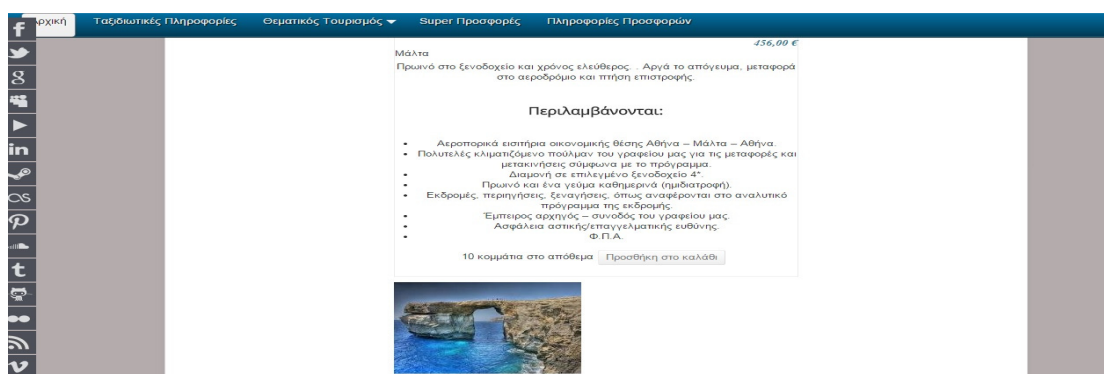 Αρχική Ταξιδιωτικές Πληροφορίες Θεματικός Τουρισμός Super Προσφορές Πληροφορίες Προσφορών
456,00 €
Μάλτα
Πρωινό στο ξενοδοχείο και χρόνος ελεύθερος. . Αργά το απόγευμα, μεταφορά
στο αεροδρόμιο και πτήση επιστροφής.
Περιλαμβάνονται:
• Αεροπορικά εισιτήρια οικονομικής θέσης Αθήνα – Μάλτα – Αθήνα.
• Πολυτελές κλιματιζόμενο πούλμαν του γραφείου μας για τις μεταφορές και
μετακινήσεις σύμφωνα με το πρόγραμμα.
• Διαμονή σε επιλεγμένο ξενοδοχείο 4*.
• Πρωινό και ένα γεύμα καθημερινά (ημιδιατροφή).
• Εκδρομές, περιηγήσεις, ξεναγήσεις, όπως αναφέρονται στο αναλυτικό
πρόγραμμα της εκδρομής.
• Έμπειρος αρχηγός – συνοδός του γραφείου μας.
• Ασφάλεια αστικής/επαγγελματικής ευθύνης.
• Φ.Π.Α.
10 κομμάτια στο απόθεμα Προσθήκη στο καλάθι